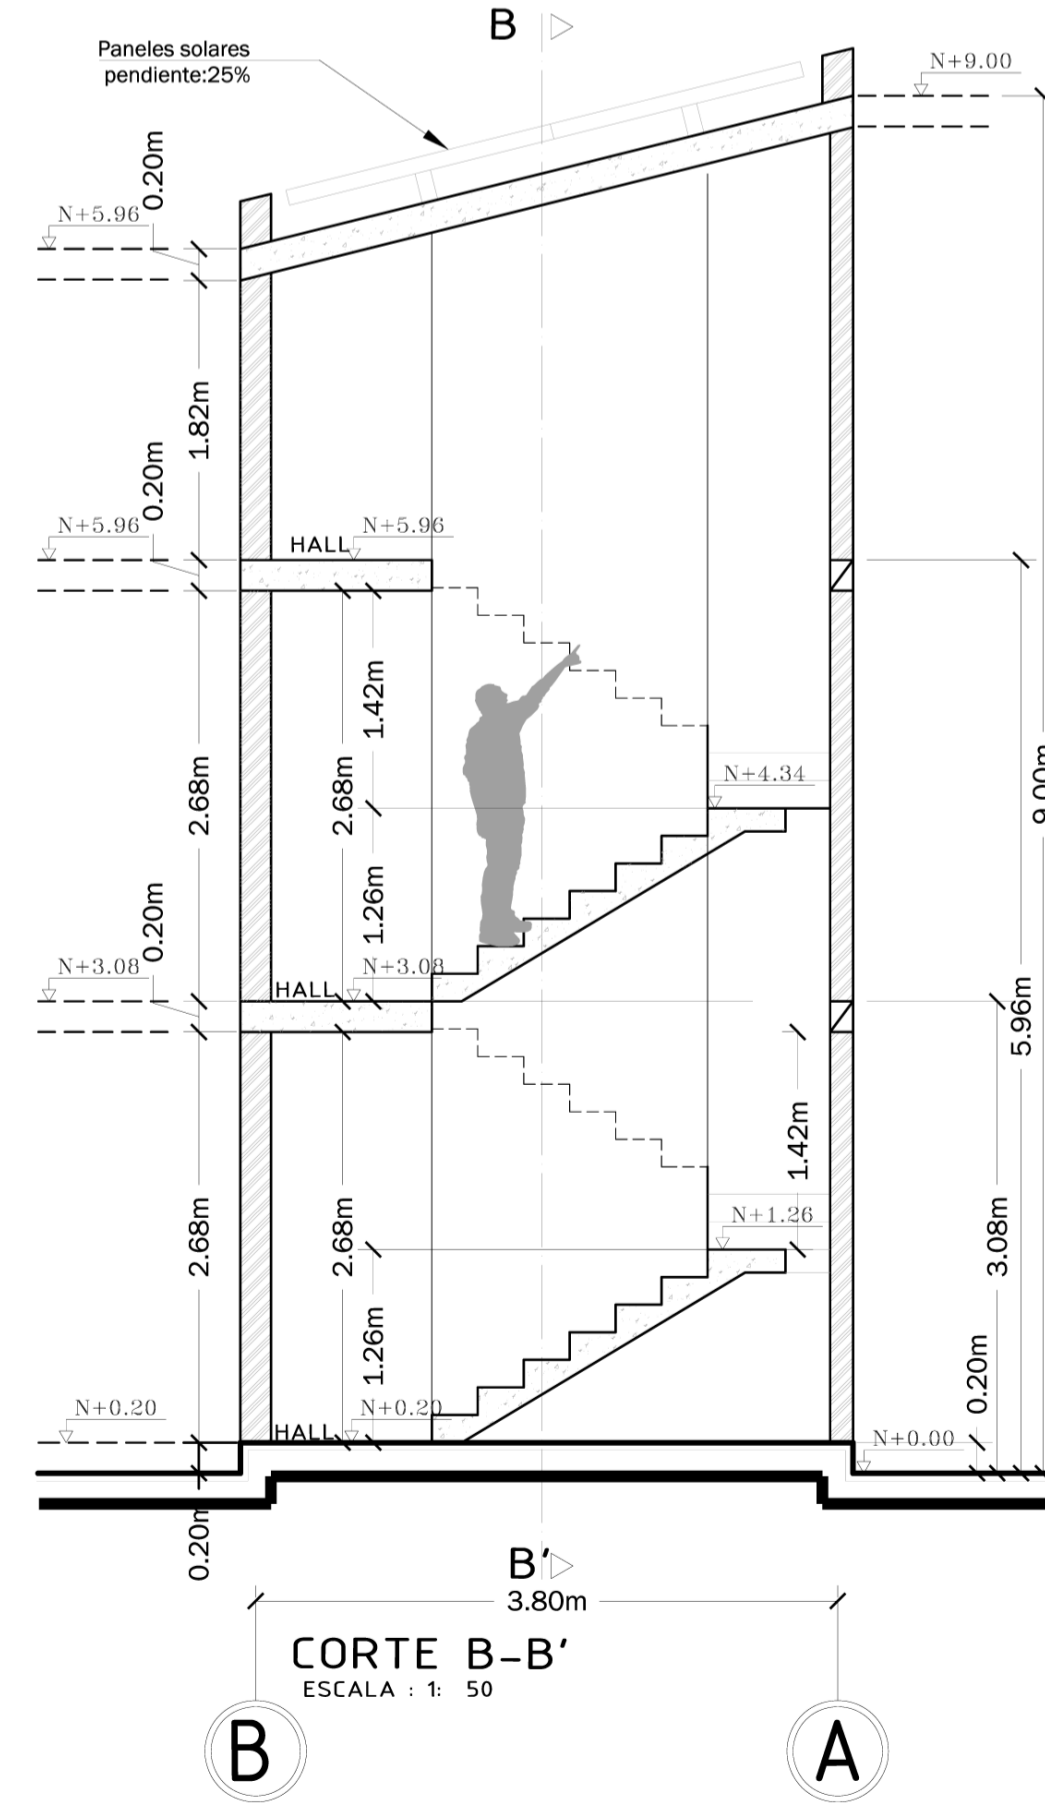 B
Paneles solares
pendiente:25%
N+9.00
0.20m
N+5.96
1.82m
0.20m
N+5.96
HALL
N+5.96
1.42m
2.68m
2.68m
N+4.34
9.00m
1.26m
0.20m
N+3.08
HALL
N+3.08
5.96m
1.42m
2.68m
2.68m
N+1.26
3.08m
1.26m
0.20m
N+0.20
HALL
N+0.20
N+0.00
0.20m
B'
3.80m
CORTE B-B'
ESCALA : 1: 50
B
A